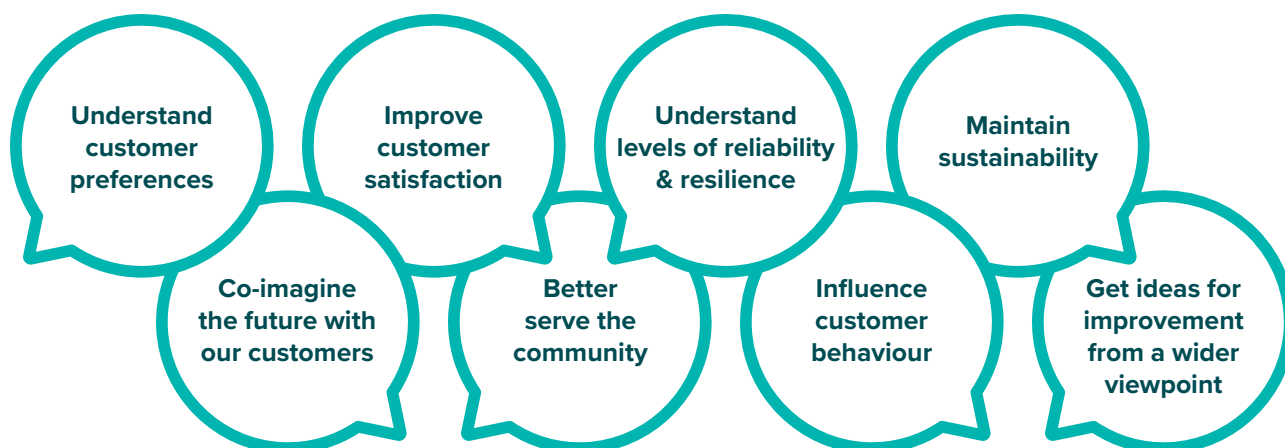 Understand
customer
preferences
Improve
customer
satisfaction
Understand
levels of reliability
& resilience
Maintain
sustainability
Co-imagine
the future with
our customers
Better
serve the
community
Influence
customer
behaviour
Get ideas for
improvement
from a wider
viewpoint